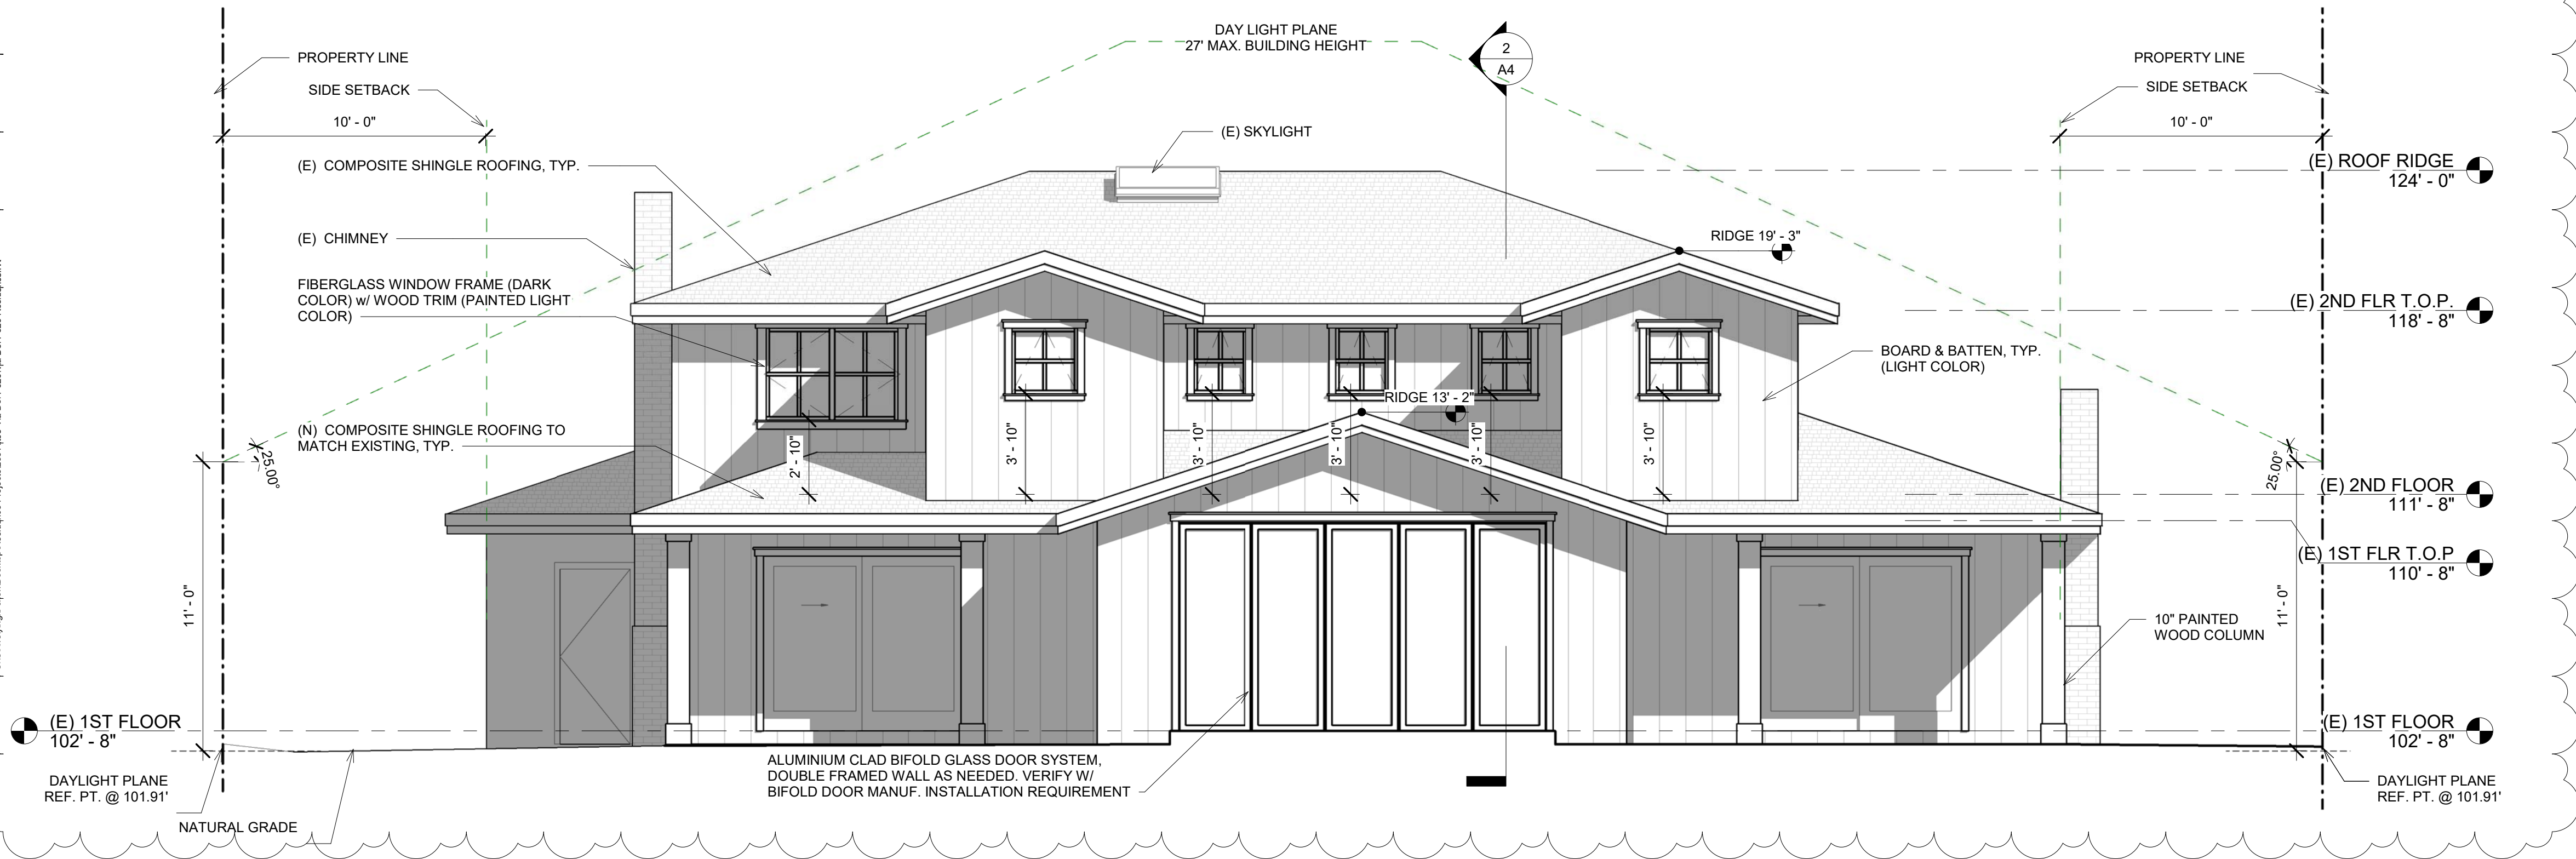 DAY LIGHT PLANE
27' MAX. BUILDING HEIGHT
2
A4
PROPERTY LINE
SIDE SETBACK
10' - 0"
PROPERTY LINE
SIDE SETBACK
10' - 0"
(E) SKYLIGHT
(E) COMPOSITE SHINGLE ROOFING, TYP.
(E) ROOF RIDGE
124' - 0"
(E) CHIMNEY
RIDGE 19' - 3"
FIBERGLASS WINDOW FRAME (DARK
COLOR) w/ WOOD TRIM (PAINTED LIGHT
COLOR)
(E) 2ND FLR T.O.P.
118' - 8"
BOARD & BATTEN, TYP.
(LIGHT COLOR)
RIDGE 13' - 2"
(N) COMPOSITE SHINGLE ROOFING TO
MATCH EXISTING, TYP.
25.00°
2' - 10"
3' - 10"
3' - 10"
3' - 10"
3' - 10"
3' - 10"
25.00°
(E) 2ND FLOOR
111' - 8"
(E) 1ST FLR T.O.P
110' - 8"
11' - 0"
11' - 0"
10" PAINTED
WOOD COLUMN
(E) 1ST FLOOR
102' - 8"
(E) 1ST FLOOR
102' - 8"
ALUMINIUM CLAD BIFOLD GLASS DOOR SYSTEM,
DOUBLE FRAMED WALL AS NEEDED. VERIFY W/
BIFOLD DOOR MANUF. INSTALLATION REQUIREMENT
DAYLIGHT PLANE
REF. PT. @ 101.91'
DAYLIGHT PLANE
REF. PT. @ 101.91'
NATURAL GRADE